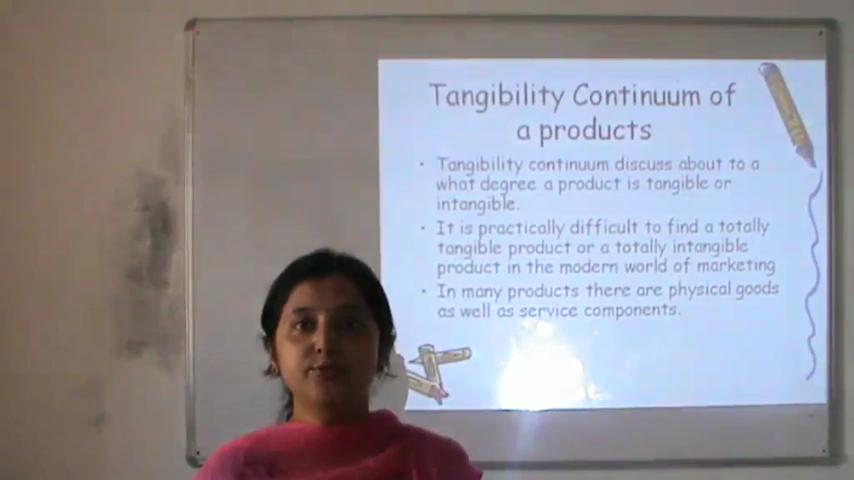 Tangibility Continuum of
a products
• Tangibility continuum discuss about to a
what degree a product is tangible or
intangible.
• It is practically difficult to find a totally
tangible product or a totally intangible
product in the modern world of marketing
• In many products there are physical goods
as well as service components.